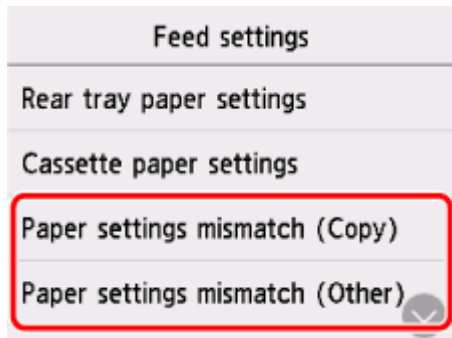 Feed settings
Rear tray paper settings
Cassette paper settings
Paper settings mismatch (Copy)
Paper settings mismatch (Other)